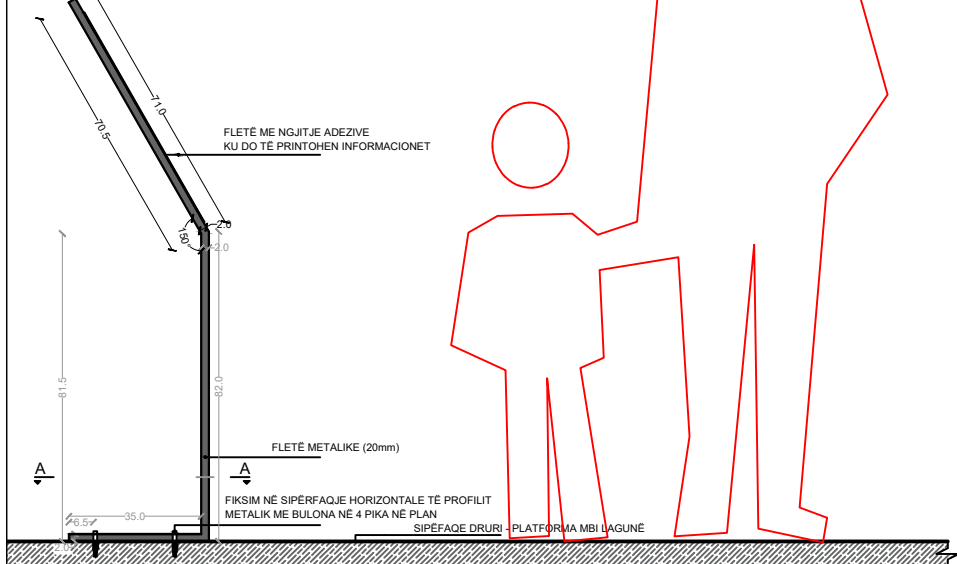 71.0
70.5
FLETË ME NGJITJE ADEZIVE
KU DO TË PRINTOHEN INFORMACIONET
2.0
150°
2.0
81.5
82.0
FLETË METALIKE (20mm)
A
A
FIKSIM NË SIPËRFAQJE HORIZONTALE TË PROFILIT
METALIK ME BULONA NË 4 PIKA NË PLAN
35.0
6.5
SIPËFAQE DRURI - PLATFORMA MBI LAGUNË
2.0